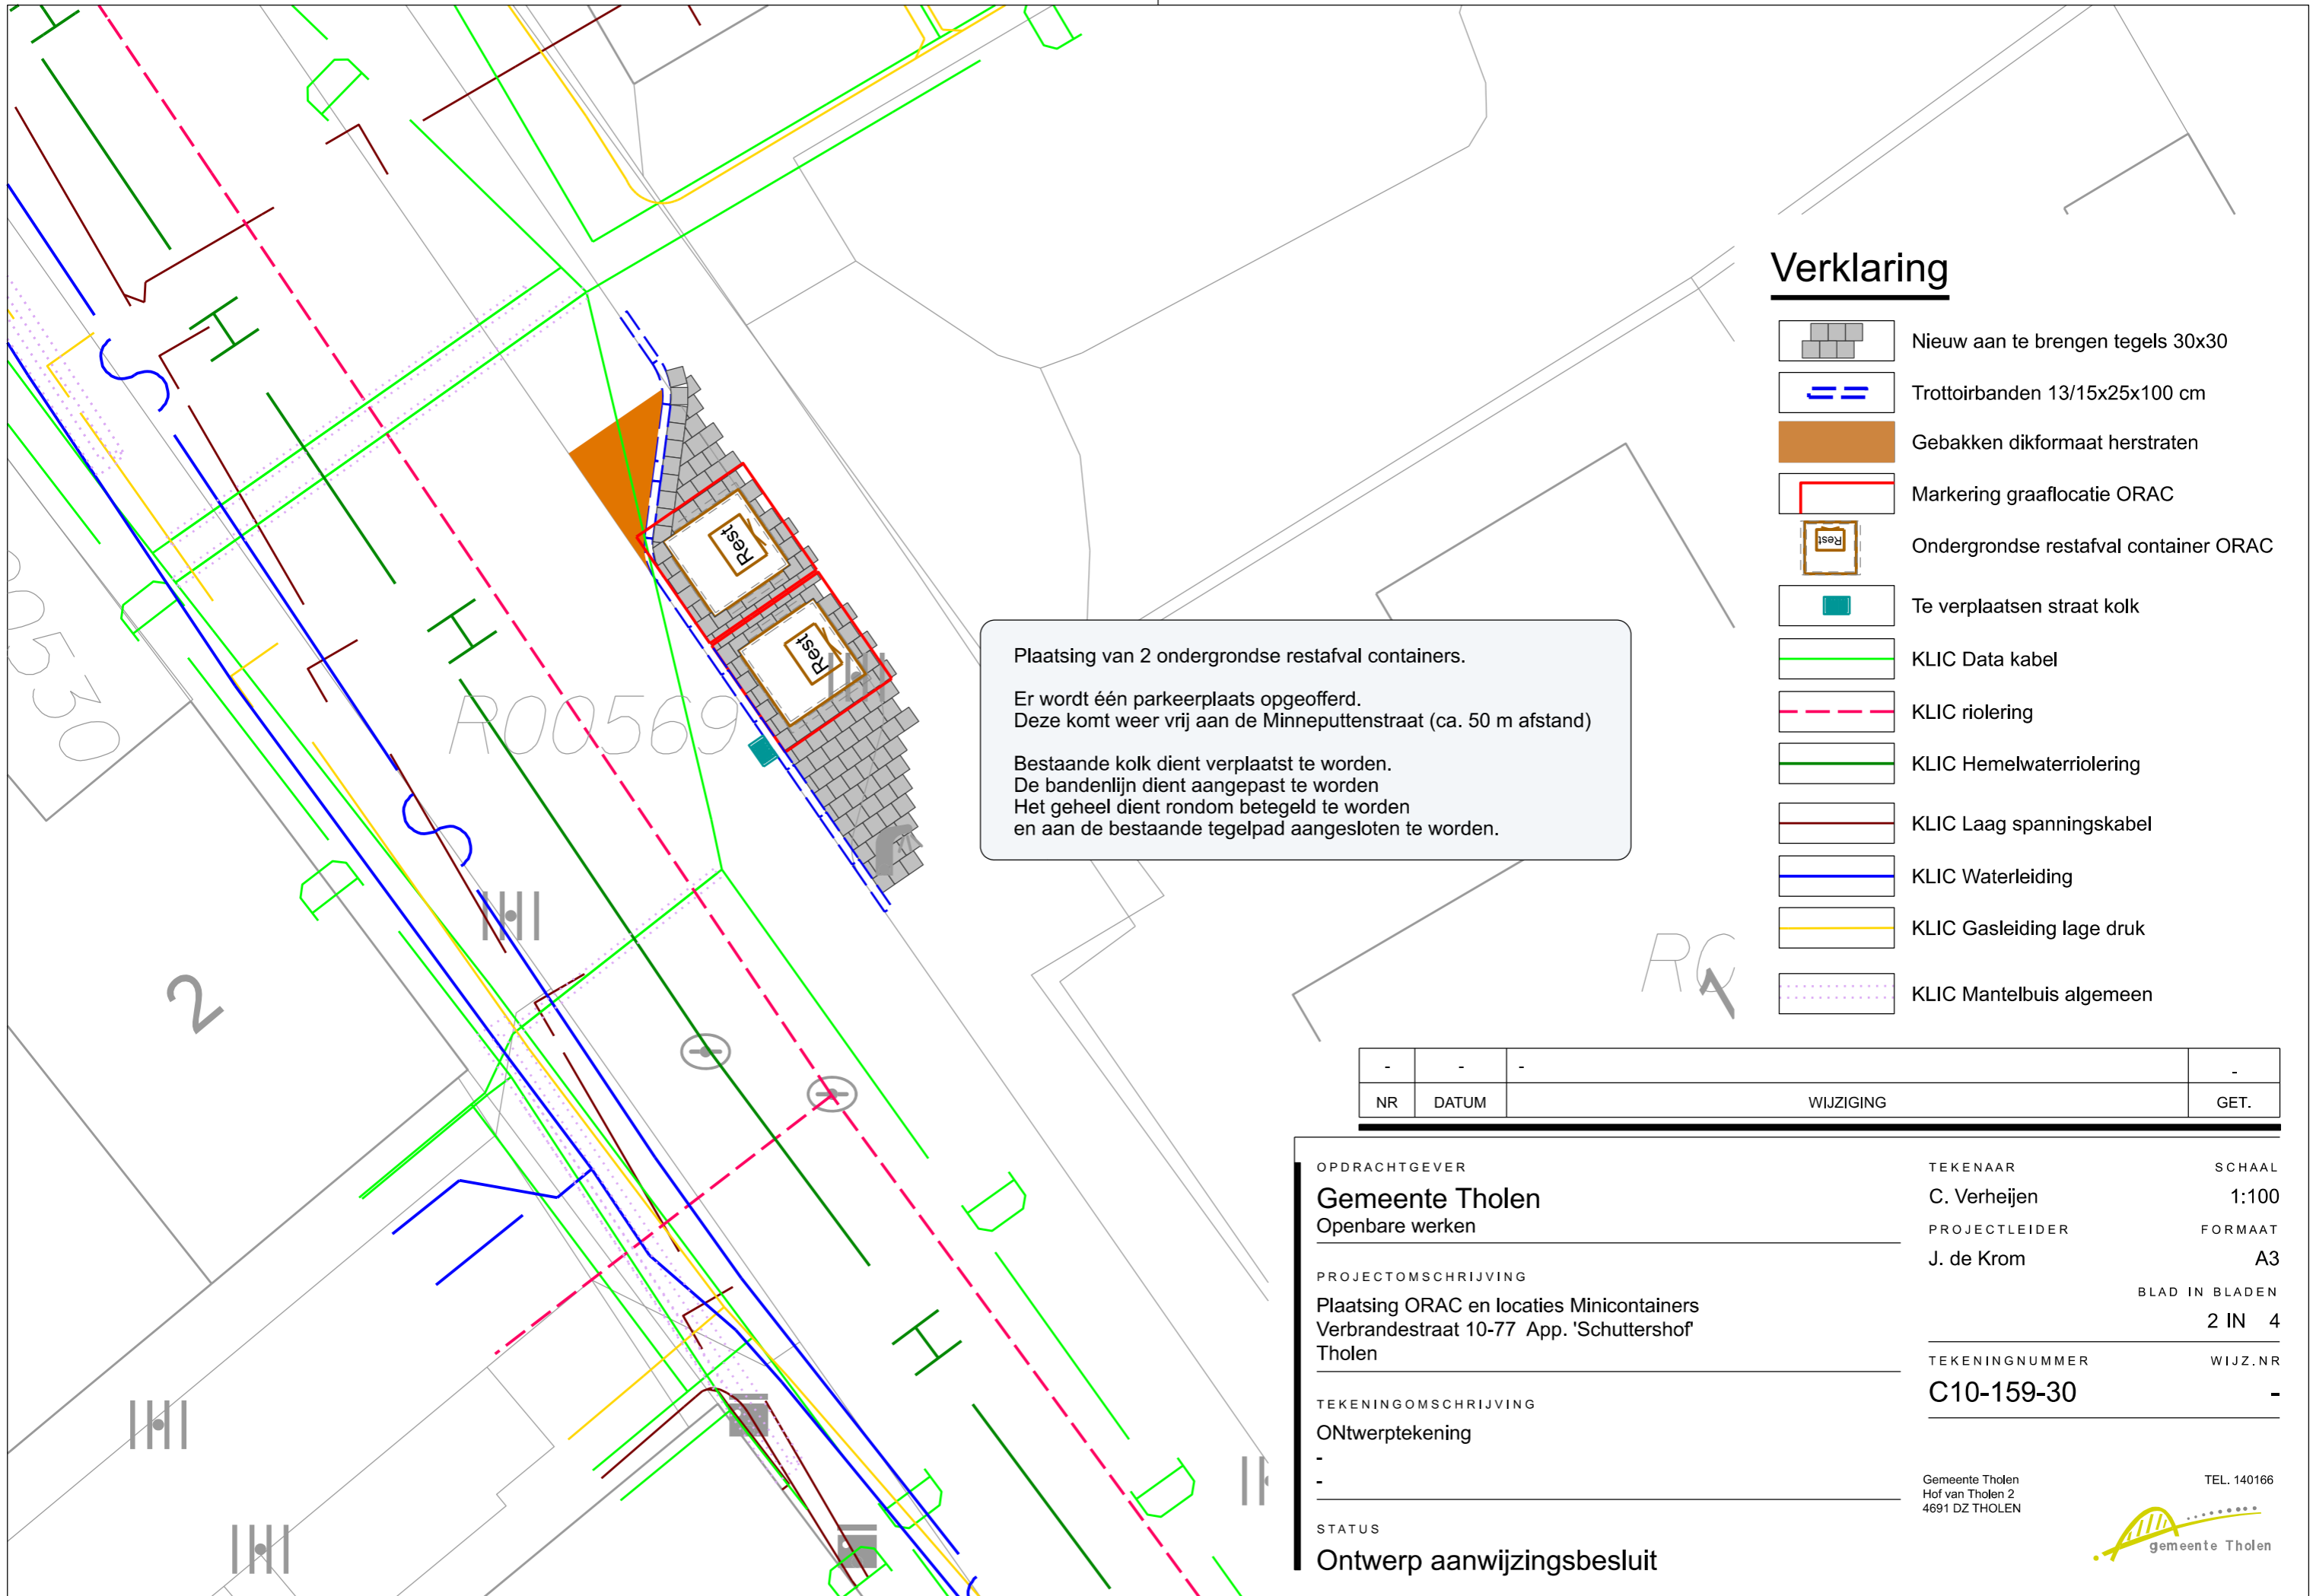 Verklaring
Nieuw aan te brengen tegels 30x30
Trottoirbanden 13/15x25x100 cm
Gebakken dikformaat herstraten
Markering graaflocatie ORAC
Rest
Ondergrondse restafval container ORAC
Te verplaatsen straat kolk
KLIC Data kabel
KLIC riolering
KLIC Hemelwaterriolering
KLIC Laag spanningskabel
KLIC Waterleiding
KLIC Gasleiding lage druk
KLIC Mantelbuis algemeen
Rest
Rest
R00569
2
Plaatsing van 2 ondergrondse restafval containers.
Er wordt één parkeerplaats opgeofferd.
Deze komt weer vrij aan de Minneputtenstraat (ca. 50 m afstand)
Bestaande kolk dient verplaatst te worden.
De bandenlijn dient aangepast te worden
Het geheel dient rondom betegeld te worden
en aan de bestaande tegelpad aangesloten te worden.
- - - -
NR DATUM WIJZIGING GET.
OPDRACHTGEVER
Gemeente Tholen
Openbare werken
PROJECTOMSCHRIJVING
Plaatsing ORAC en locaties Minicontainers
Verbrandestraat 10-77 App. 'Schuttershof'
Tholen
TEKENINGOMSCHRIJVING
ONtwerptekening
-
-
STATUS
Ontwerp aanwijzingsbesluit
TEKENAAR SCHAAL
C. Verheijen 1:100
PROJECTLEIDER FORMAAT
J. de Krom A3
BLAD IN BLADEN
2 IN 4
TEKENINGNUMMER WIJZ.NR
C10-159-30 -
Gemeente Tholen TEL. 140166
Hof van Tholen 2
4691 DZ THOLEN
gemeente Tholen